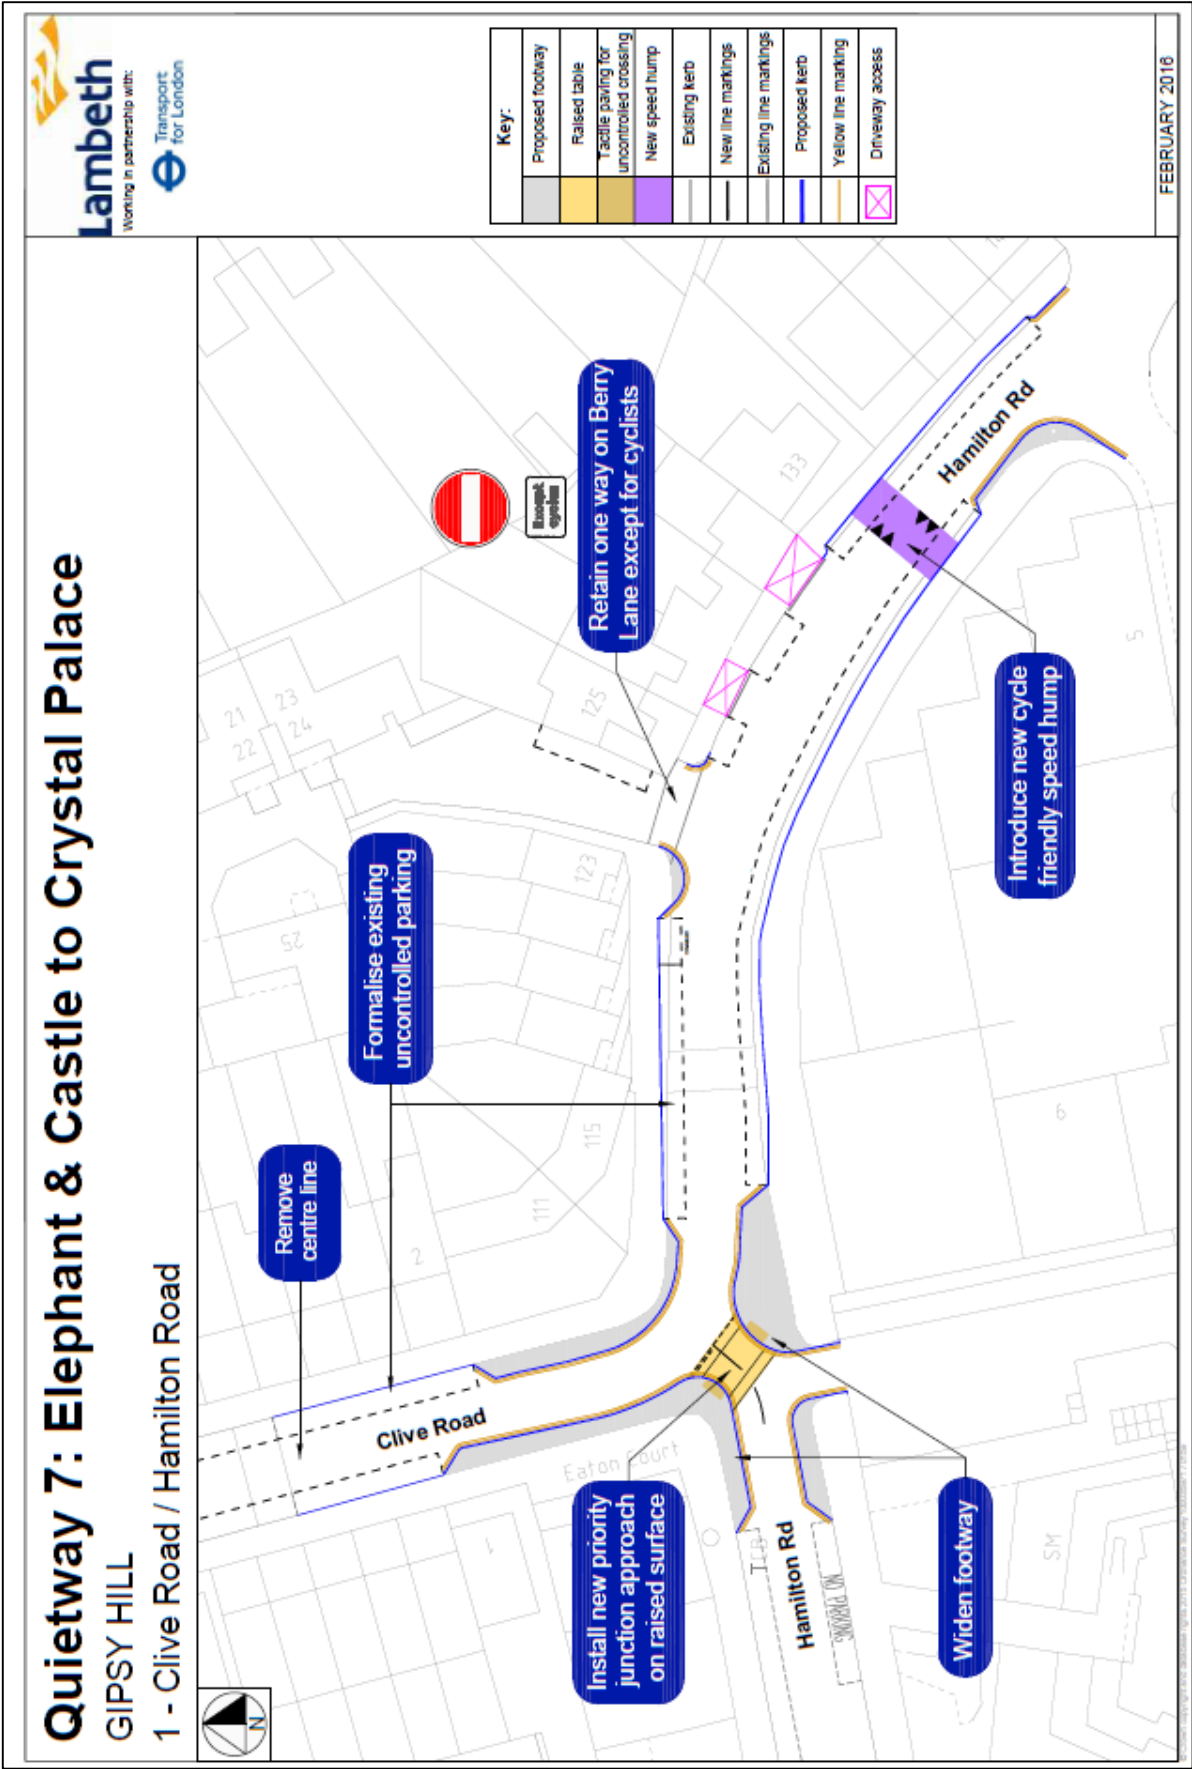 Quietway 7: Elephant & Castle to Crystal Palace
GIPSY HILL
1 - Clive Road / Hamilton Road
Lambeth
Working in partnership with:
Transport
for London
N
Key:
Proposed footway
Raised table
Tactile paving for
uncontrolled crossing
New speed hump
Existing kerb
New line markings
Existing line markings
Proposed kerb
Yellow line marking
Driveway access
Remove
centre line
Formalise existing
uncontrolled parking
Retain one way on Berry
Lane except for cyclists
Except
cycles
Introduce new cycle
friendly speed hump
Install new priority
junction approach
on raised surface
Widen footway
Clive Road
Hamilton Rd
Hamilton Rd
Eaton Court
TCB
NO PARKING
SM
21
22
23
24
25
2
111
115
123
125
133
5
6
1
FEBRUARY 2016